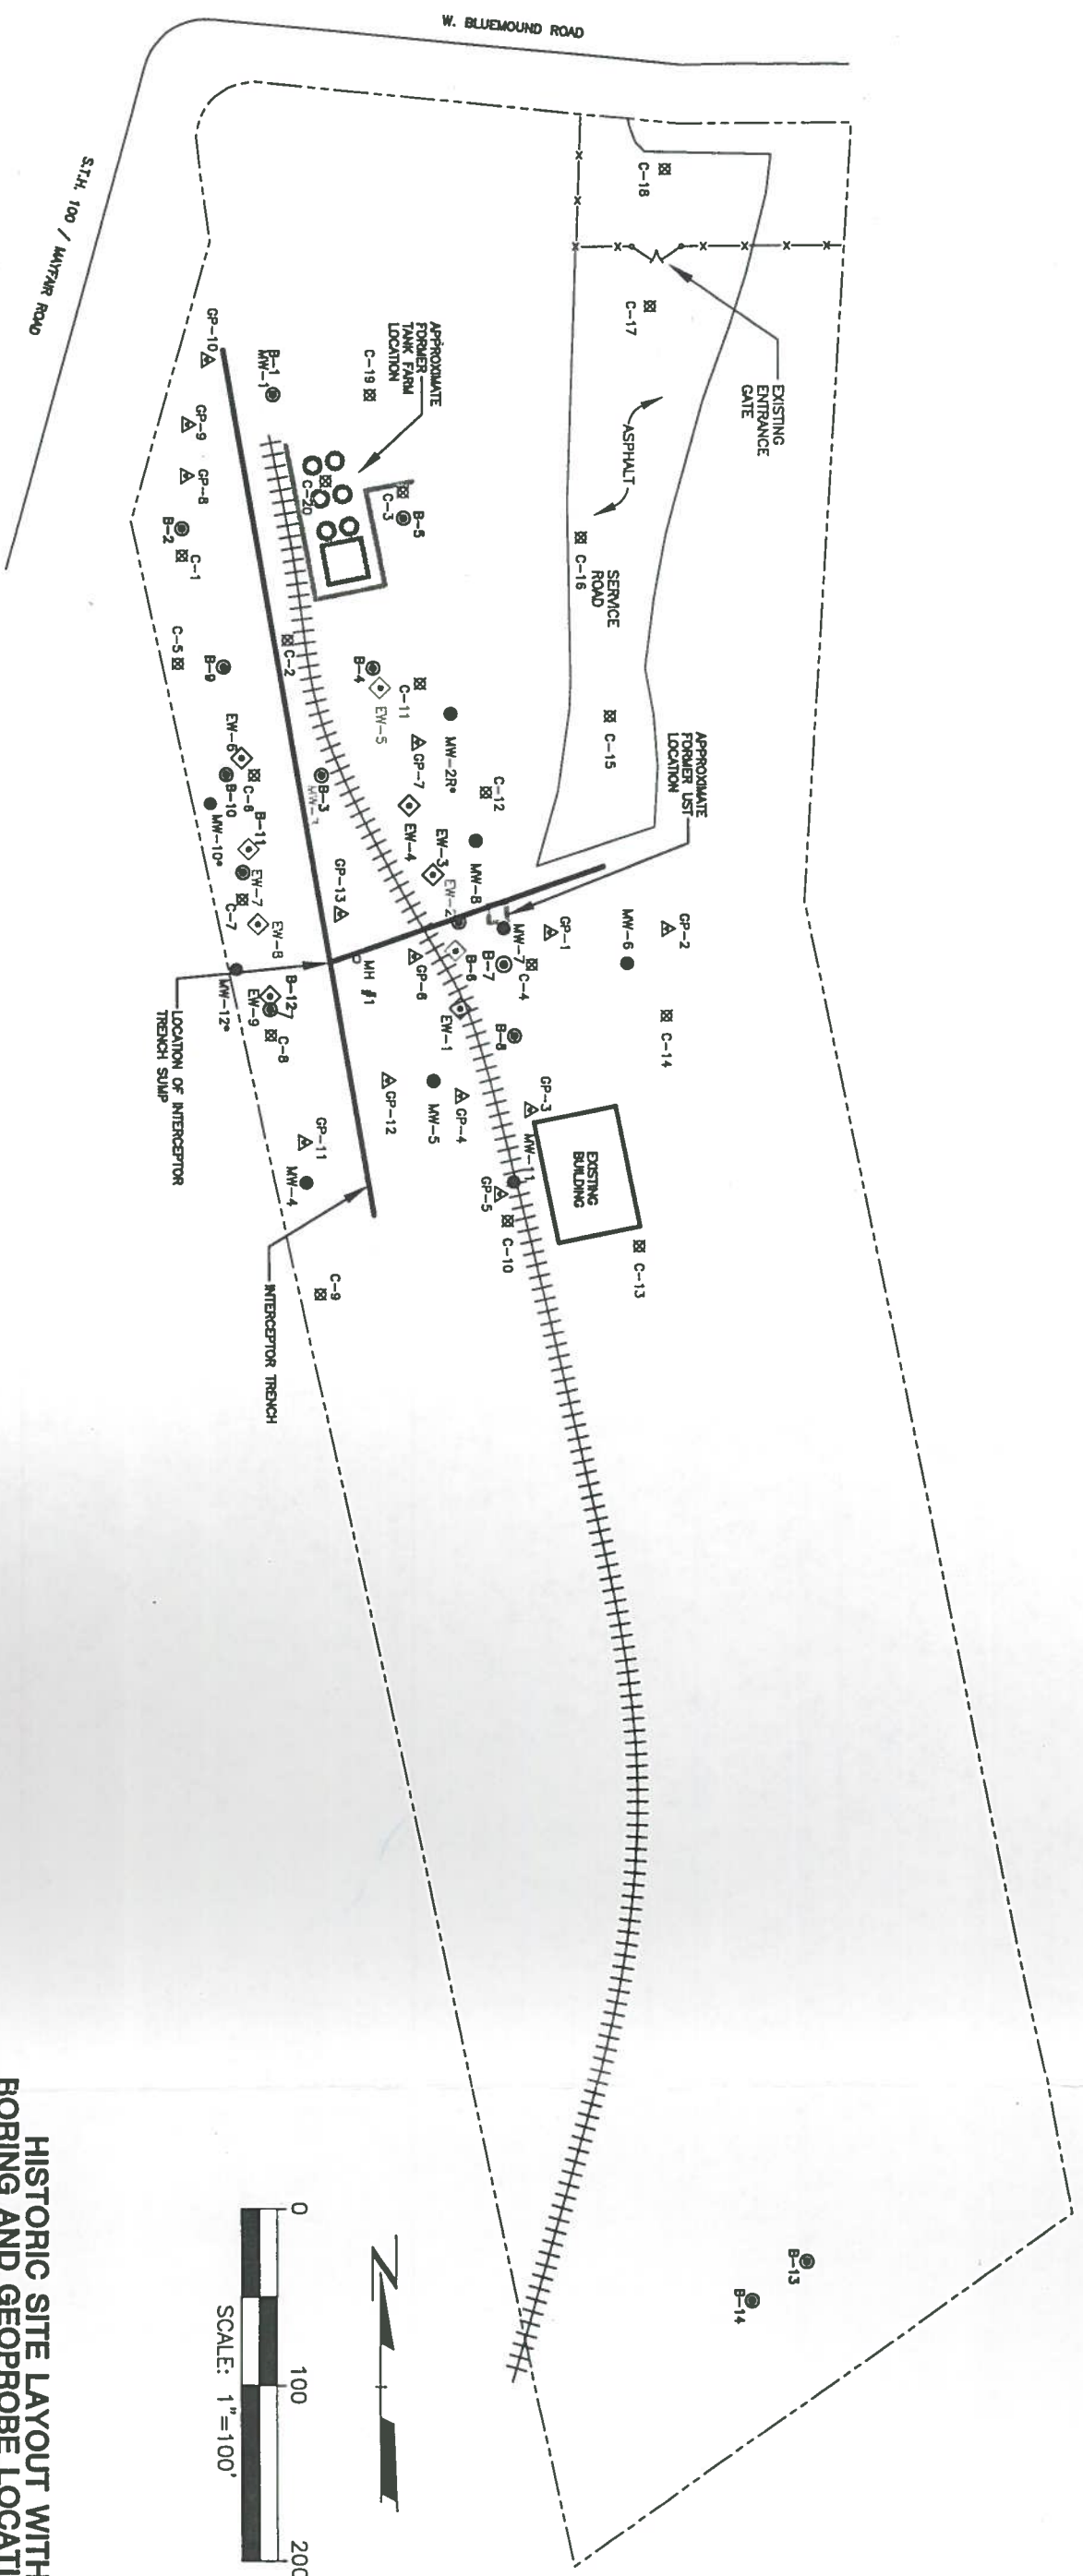 W. BLUEMOUND ROAD
S.T.H. 100 / MAYFAIR ROAD
C-18
C-17
EXISTING
ENTRANCE
GATE
ASPHALT
SERVICE
ROAD
C-16
C-15
APPROXIMATE
FORMER
TANK FARM
LOCATION
C-19
C-20
C-3
B-5
GP-10
B-1
MW-1
GP-9
GP-8
B-2
C-1
C-5
B-9
C-2
B-4
EW-5
C-11
MW-2R*
GP-7
EW-4
C-12
APPROXIMATE
FORMER UST
LOCATION
EW-6
C-6
B-10
MW-10*
B-11
EW-7
C-7
EW-8
B-3
GP-13
EW-3
MW-8
EW-2
MW-7
GP-1
MW-6
GP-2
B-6
B-7
C-4
GP-6
EW-1
B-8
C-14
MH #1
MW-12*
B-12
EW-9
C-8
LOCATION OF INTERCEPTOR
TRENCH SUMP
GP-12
MW-5
GP-4
GP-3
MW-11
GP-5
C-10
EXISTING
BUILDING
C-13
GP-11
MW-4
C-9
INTERCEPTOR TRENCH
B-13
B-14
0
100
200
SCALE: 1"=100'
HISTORIC SITE LAYOUT WITH
BORING AND GEOPROBE LOCATI